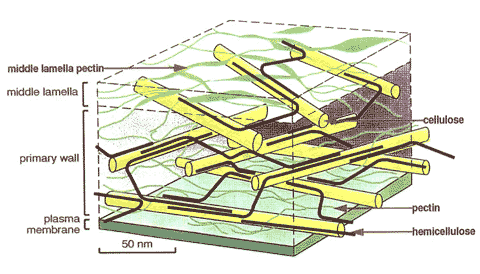 middle lamella pectin
middle lamella
cellulose
primary wall
pectin
plasma
membrane
hemicellulose
50 nm